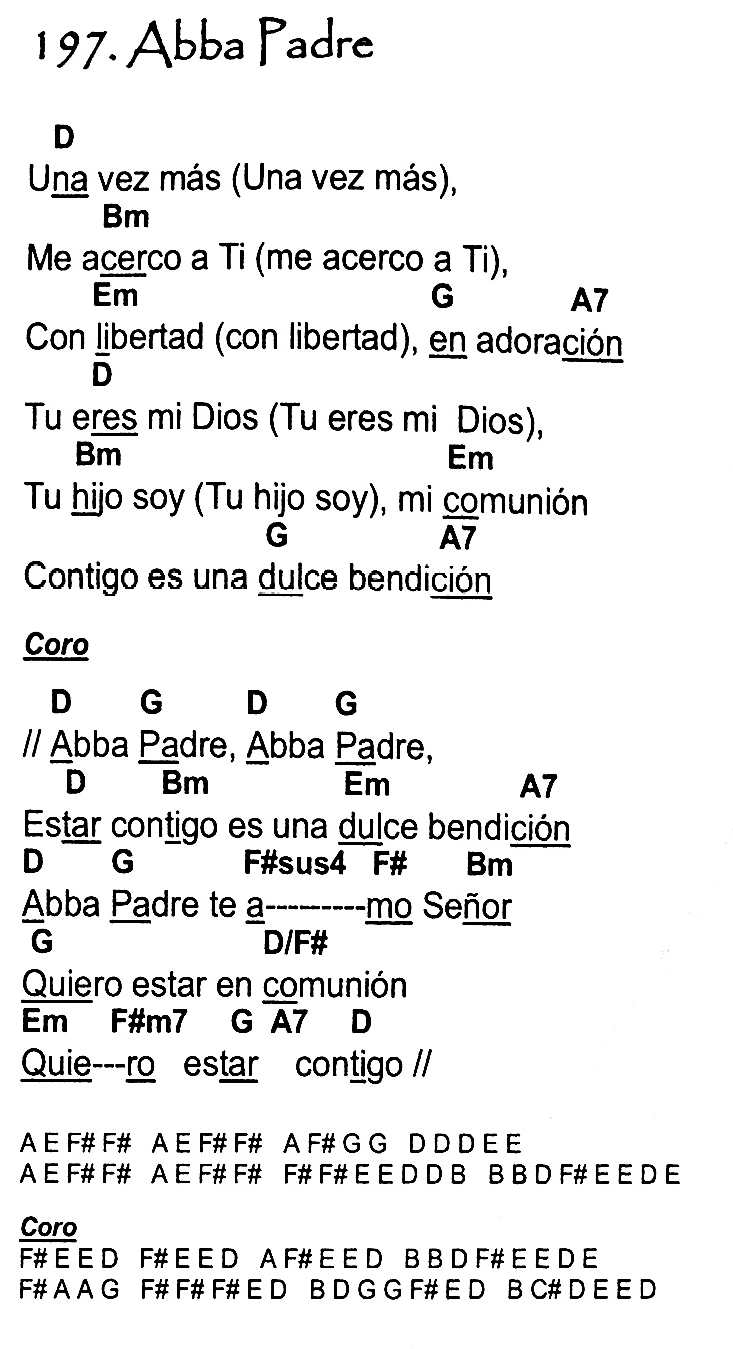 197. Abba Padre
D
Una vez más (Una vez más),
Bm
Me acerco a Ti (me acerco a Ti),
Em G A7
Con libertad (con libertad), en adoración
D
Tu eres mi Dios (Tu eres mi Dios),
Bm Em
Tu hijo soy (Tu hijo soy), mi comunión
G A7
Contigo es una dulce bendición
Coro
D G D G
// Abba Padre, Abba Padre,
D Bm Em A7
Estar contigo es una dulce bendición
D G F#sus4 F# Bm
Abba Padre te a---------mo Señor
G D/F#
Quiero estar en comunión
Em F#m7 G A7 D
Quie---ro estar contigo //
A E F# F# A E F# F# A F# G G D D D E E
A E F# F# A E F# F# F# F# E E D D B B B D F# E E D E
Coro
F# E E D F# E E D A F# E E D B B D F# E E D E
F# A A G F# F# F# E D B D G G F# E D B C# D E E D